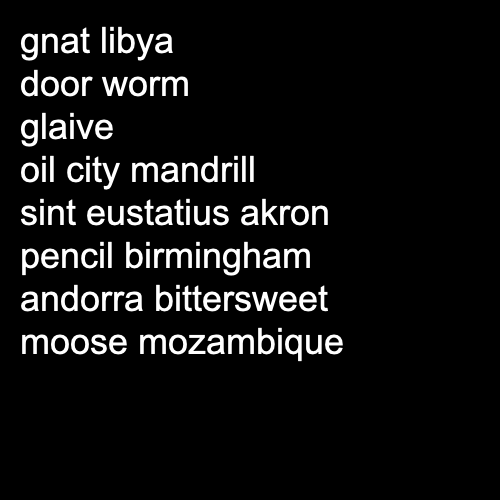 gnat libya
door worm
glaive
oil city mandrill
sint eustatius akron
pencil birmingham
andorra bittersweet
moose mozambique